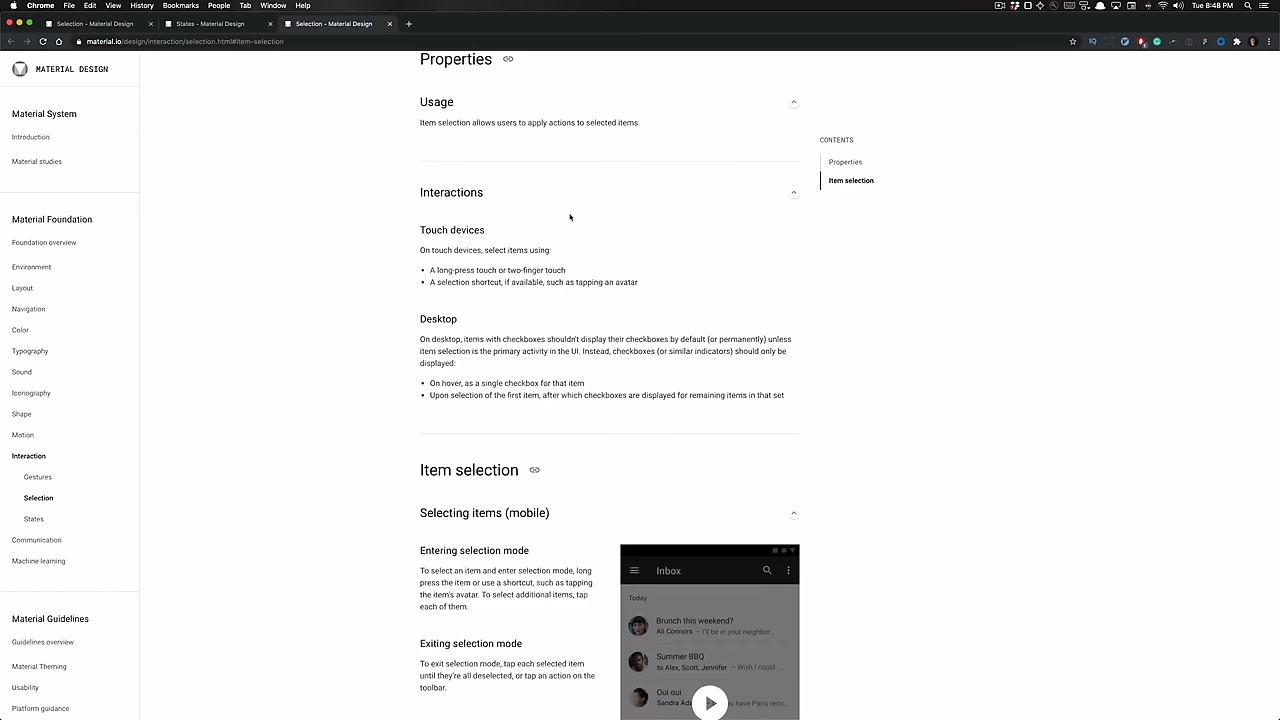 Chrome File Edit View History Bookmarks People Tab Window Help
Tue 8:48 PM
Selection - Material Design
States - Material Design
Selection - Material Design
material.io/design/interaction/selection.html#item-selection
MATERIAL DESIGN
Material System
Introduction
Material studies
Material Foundation
Foundation overview
Environment
Layout
Navigation
Color
Typography
Sound
Iconography
Shape
Motion
Interaction
Gestures
Selection
States
Communication
Machine learning
Material Guidelines
Guidelines overview
Material Theming
Usability
Platform guidance
Properties
Usage
Item selection allows users to apply actions to selected items.
Interactions
Touch devices
On touch devices, select items using:
• A long-press touch or two-finger touch
• A selection shortcut, if available, such as tapping an avatar
Desktop
On desktop, items with checkboxes shouldn't display their checkboxes by default (or permanently) unless
item selection is the primary activity in the UI. Instead, checkboxes (or similar indicators) should only be
displayed:
• On hover, as a single checkbox for that item
• Upon selection of the first item, after which checkboxes are displayed for remaining items in that set
Item selection
Selecting items (mobile)
Entering selection mode
To select an item and enter selection mode, long
press the item or use a shortcut, such as tapping
the item's avatar. To select additional items, tap
each of them.
Exiting selection mode
To exit selection mode, tap each selected item
until they're all deselected, or tap an action on the
toolbar.
Inbox
Today
Brunch this weekend?
Ali Connors – I'll be in your neighbor...
Summer BBQ
to Alex, Scott, Jennifer – Wish I could ...
Oui oui
Sandra Ada you have Paris reco...
CONTENTS
Properties
Item selection